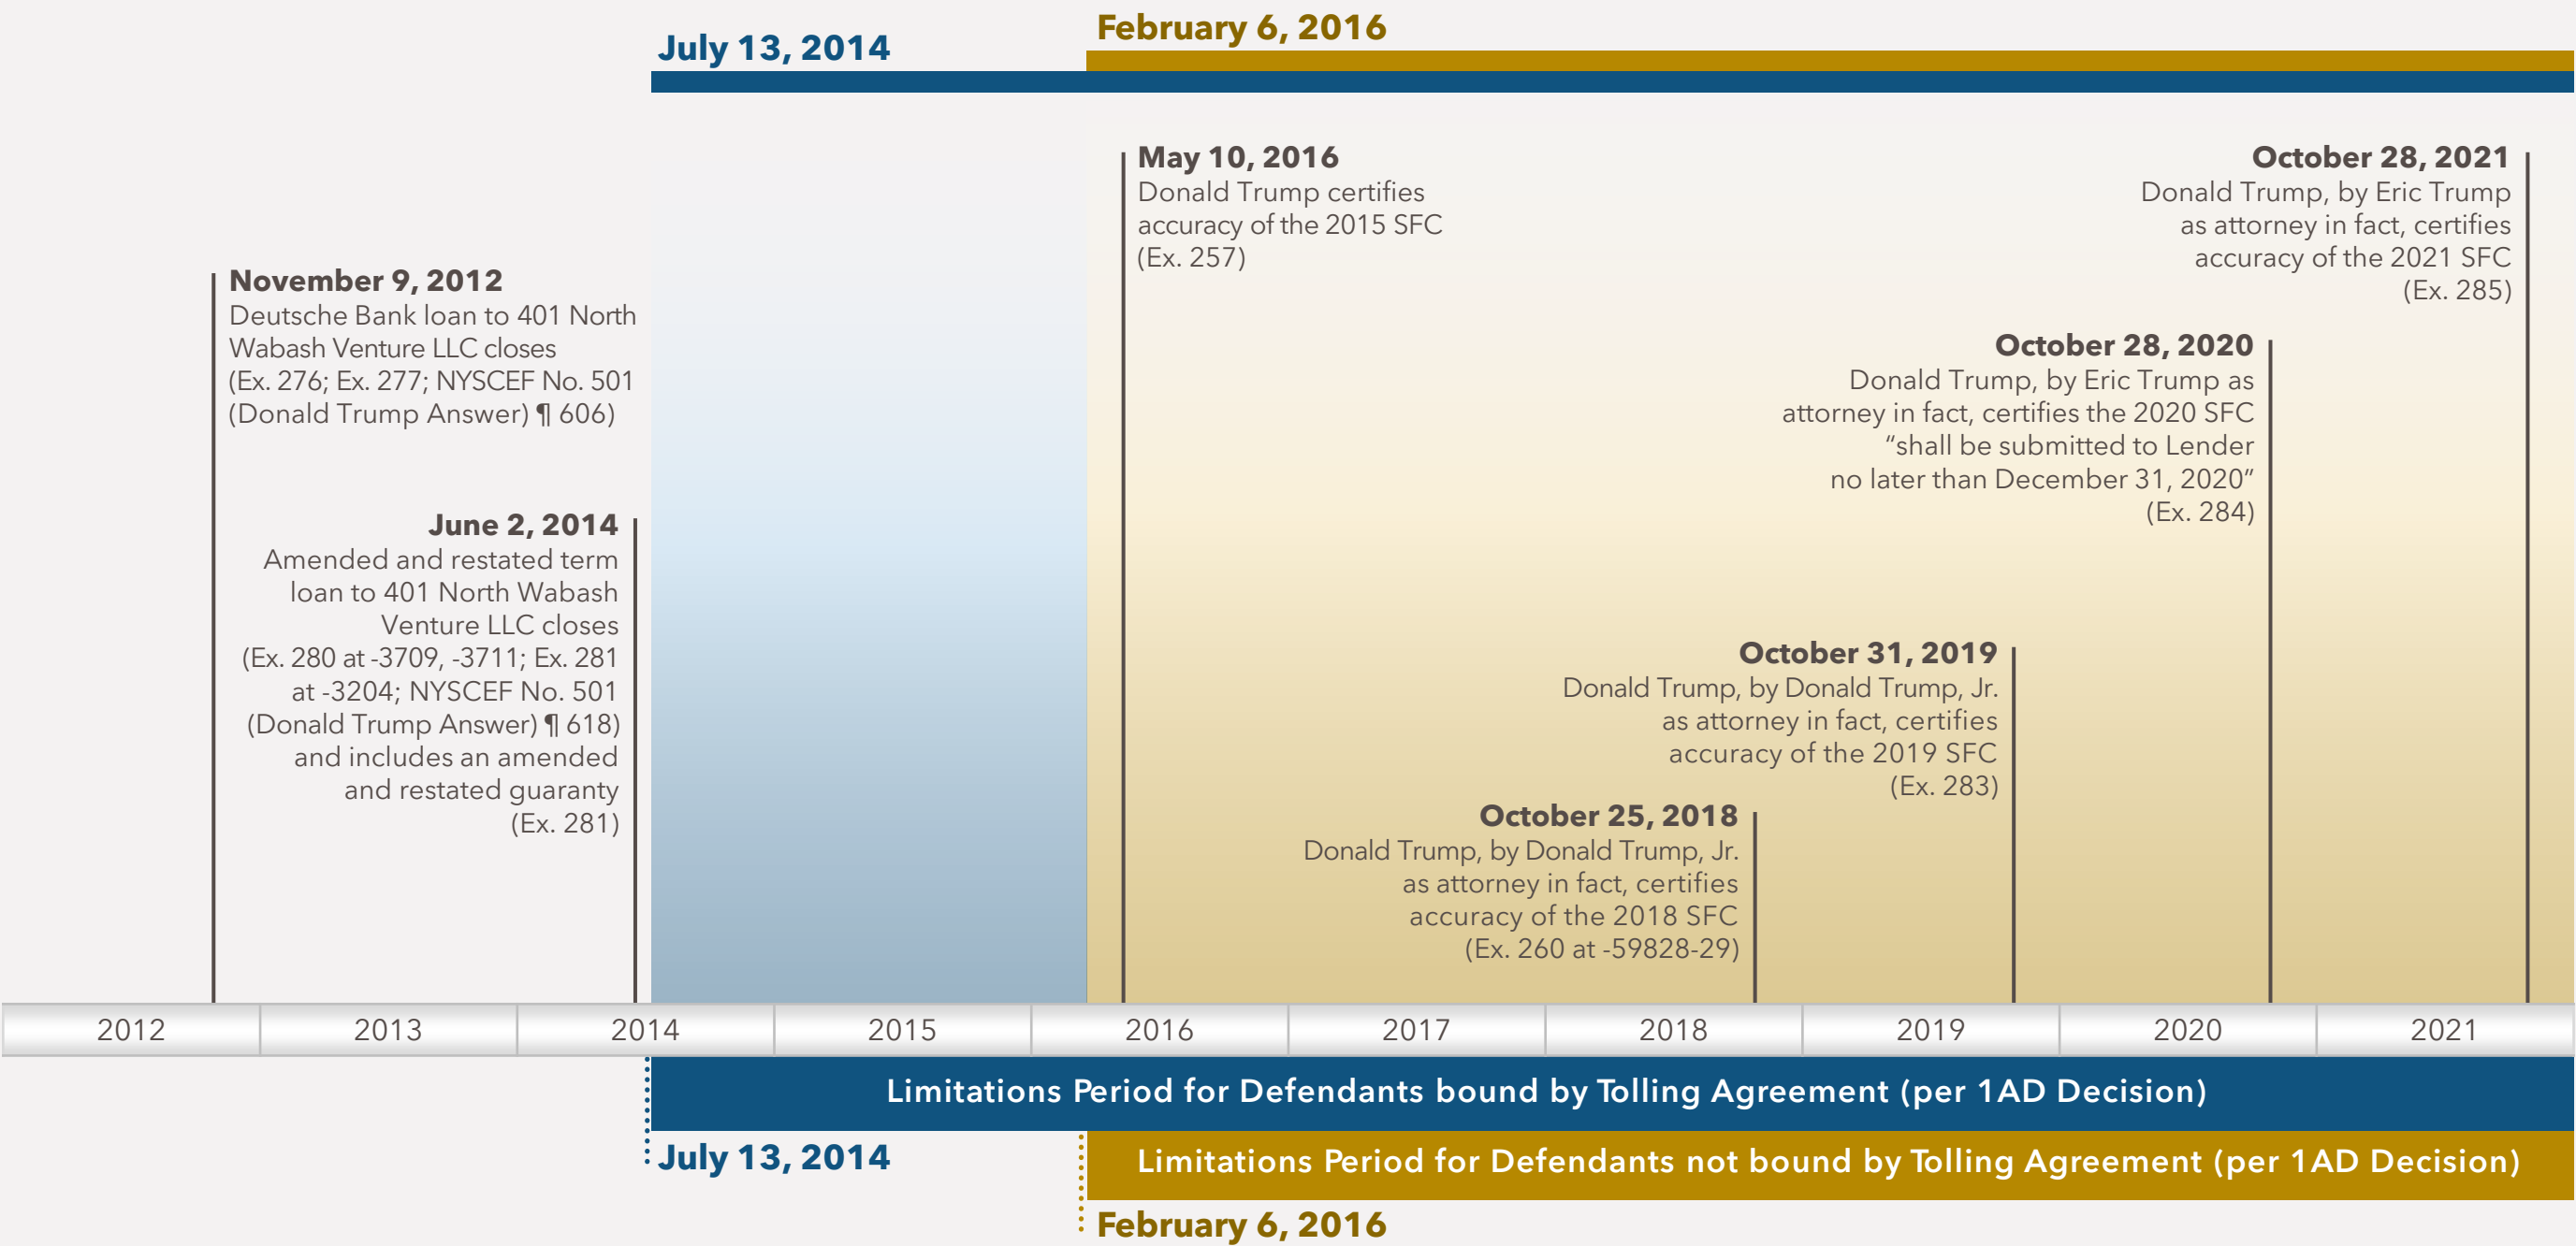 July 13, 2014
February 6, 2016
November 9, 2012
Deutsche Bank loan to 401 North
Wabash Venture LLC closes
(Ex. 276; Ex. 277; NYSCEF No. 501
(Donald Trump Answer) ¶ 606)
June 2, 2014
Amended and restated term
loan to 401 North Wabash
Venture LLC closes
(Ex. 280 at -3709, -3711; Ex. 281
at -3204; NYSCEF No. 501
(Donald Trump Answer) ¶ 618)
and includes an amended
and restated guaranty
(Ex. 281)
May 10, 2016
Donald Trump certifies
accuracy of the 2015 SFC
(Ex. 257)
October 25, 2018
Donald Trump, by Donald Trump, Jr.
as attorney in fact, certifies
accuracy of the 2018 SFC
(Ex. 260 at -59828-29)
October 31, 2019
Donald Trump, by Donald Trump, Jr.
as attorney in fact, certifies
accuracy of the 2019 SFC
(Ex. 283)
October 28, 2020
Donald Trump, by Eric Trump as
attorney in fact, certifies the 2020 SFC
“shall be submitted to Lender
no later than December 31, 2020”
(Ex. 284)
October 28, 2021
Donald Trump, by Eric Trump
as attorney in fact, certifies
accuracy of the 2021 SFC
(Ex. 285)
2012 2013 2014 2015 2016 2017 2018 2019 2020 2021
Limitations Period for Defendants bound by Tolling Agreement (per 1AD Decision)
July 13, 2014
Limitations Period for Defendants not bound by Tolling Agreement (per 1AD Decision)
February 6, 2016